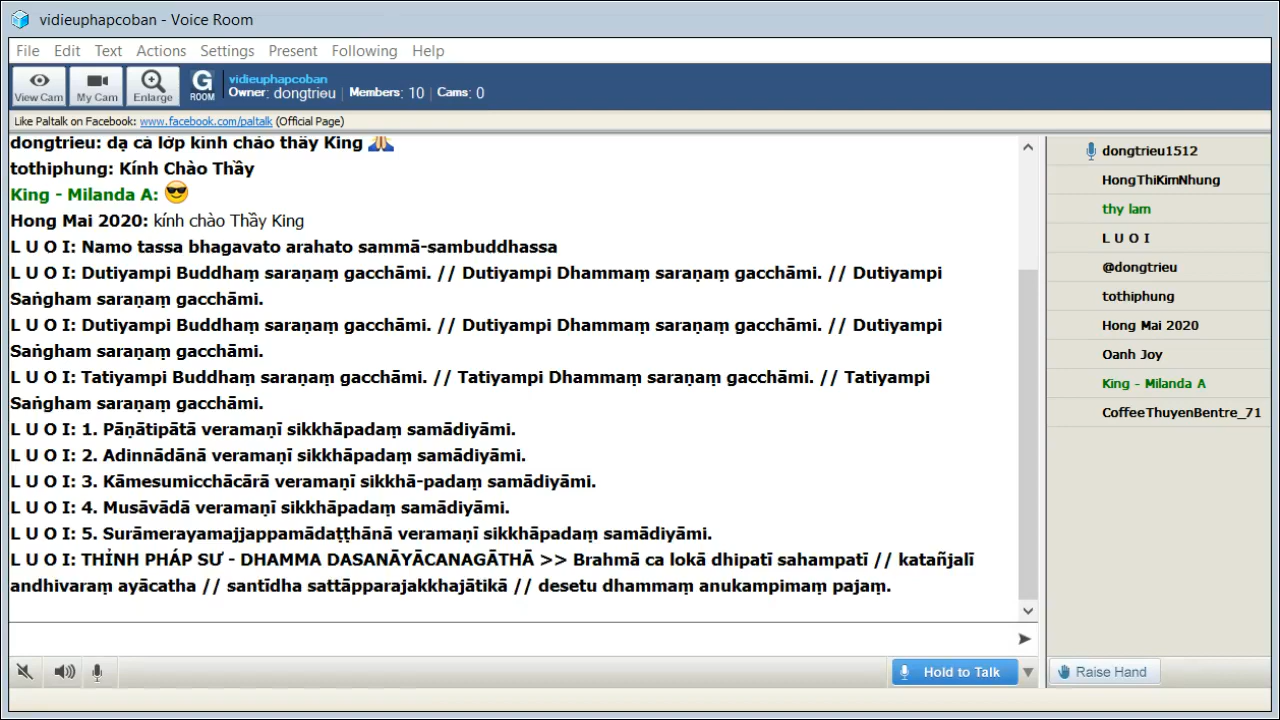 vidieuphapcoban - Voice Room
File Edit Text Actions Settings Present Following Help
View Cam My Cam Enlarge G ROOM
vidieuphapcoban
Owner: dongtrieu | Members: 10 | Cams: 0
Like Paltalk on Facebook: www.facebook.com/paltalk (Official Page)
dongtrieu: dạ cả lớp kính chào thầy King 🙏
tothiphung: Kính Chào Thầy
King - Milanda A: 😎
Hong Mai 2020: kính chào Thầy King
L U O I: Namo tassa bhagavato arahato sammā-sambuddhassa
L U O I: Dutiyampi Buddhaṃ saraṇaṃ gacchāmi. // Dutiyampi Dhammaṃ saraṇaṃ gacchāmi. // Dutiyampi
Saṅgham saraṇaṃ gacchāmi.
L U O I: Dutiyampi Buddhaṃ saraṇaṃ gacchāmi. // Dutiyampi Dhammaṃ saraṇaṃ gacchāmi. // Dutiyampi
Saṅgham saraṇaṃ gacchāmi.
L U O I: Tatiyampi Buddhaṃ saraṇaṃ gacchāmi. // Tatiyampi Dhammaṃ saraṇaṃ gacchāmi. // Tatiyampi
Saṅgham saraṇaṃ gacchāmi.
L U O I: 1. Pāṇātipātā veramaṇī sikkhāpadaṃ samādiyāmi.
L U O I: 2. Adinnādānā veramaṇī sikkhāpadaṃ samādiyāmi.
L U O I: 3. Kāmesumicchācārā veramaṇī sikkhā-padaṃ samādiyāmi.
L U O I: 4. Musāvādā veramaṇī sikkhāpadaṃ samādiyāmi.
L U O I: 5. Surāmerayamajjappamādaṭṭhānā veramaṇī sikkhāpadaṃ samādiyāmi.
L U O I: THỈNH PHÁP SƯ - DHAMMA DASANĀYĀCANAGĀTHĀ >> Brahmā ca lokā dhipatī sahampatī // katañjalī
andhivaraṃ ayācatha // santīdha sattāpparajakkhajātikā // desetu dhammaṃ anukampimaṃ pajaṃ.
Hold to Talk
dongtrieu1512
HongThiKimNhung
thy lam
L U O I
@dongtrieu
tothiphung
Hong Mai 2020
Oanh Joy
King - Milanda A
CoffeeThuyenBentre_71
Raise Hand